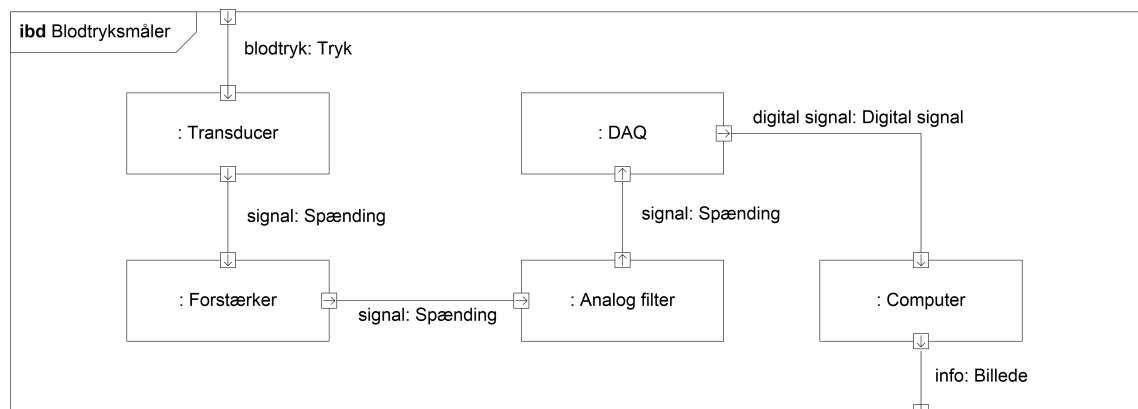 ibd Blodtryksmåler
blodtryk: Tryk
: Transducer
signal: Spænding
: Forstærker
signal: Spænding
: Analog filter
signal: Spænding
: DAQ
digital signal: Digital signal
: Computer
info: Billede